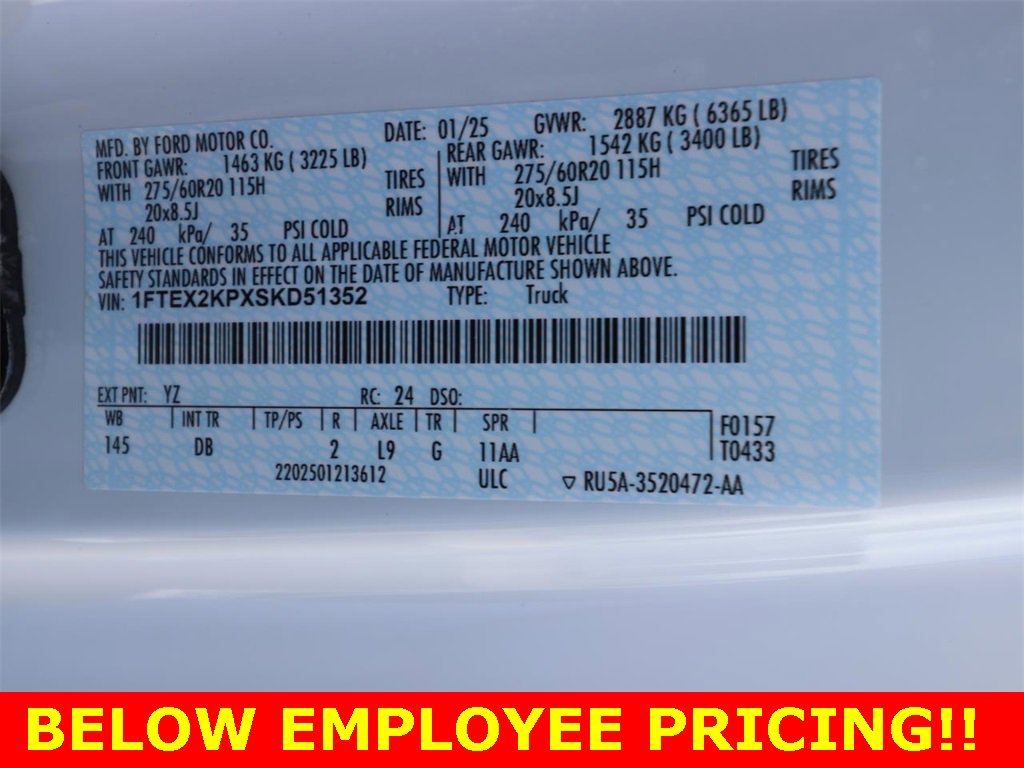 MFD. BY FORD MOTOR CO. DATE: 01/25 GVWR: 2887 KG ( 6365 LB)
FRONT GAWR: 1463 KG ( 3225 LB) REAR GAWR: 1542 KG ( 3400 LB)
WITH 275/60R20 115H TIRES WITH 275/60R20 115H TIRES
20x8.5J RIMS 20x8.5J RIMS
AT 240 kPa/ 35 PSI COLD AT 240 kPa/ 35 PSI COLD
THIS VEHICLE CONFORMS TO ALL APPLICABLE FEDERAL MOTOR VEHICLE
SAFETY STANDARDS IN EFFECT ON THE DATE OF MANUFACTURE SHOWN ABOVE.
VIN: 1FTEX2KPXSKD51352 TYPE: Truck
EXT PNT: YZ RC: 24 DSO:
WB INT TR TP/PS R AXLE TR SPR F0157
145 DB 2 L9 G 11AA T0433
2202501213612 ULC ▽ RU5A-3520472-AA
BELOW EMPLOYEE PRICING!!